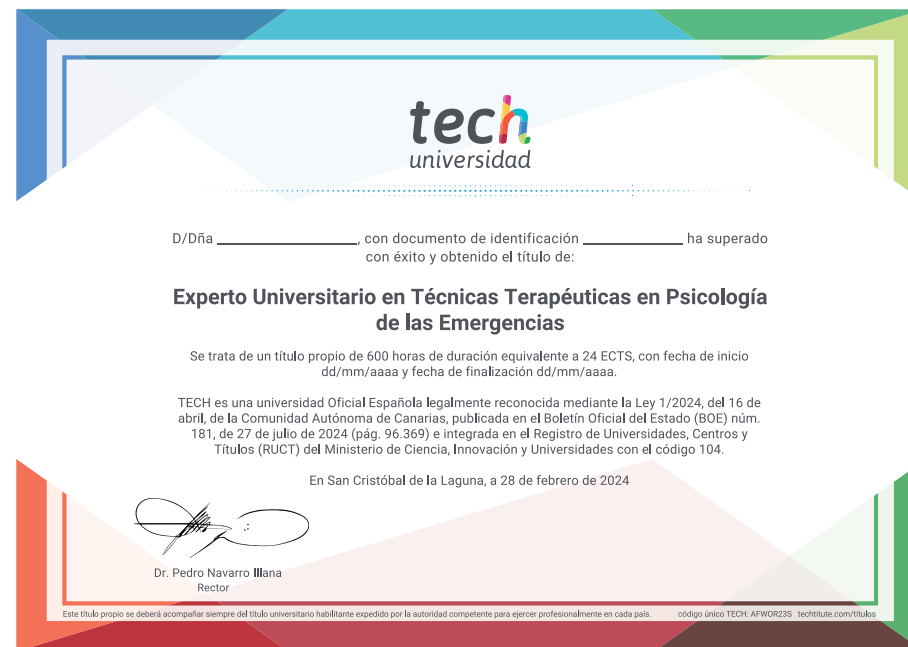 tech
universidad
D/Dña ____________, con documento de identificación ____________ ha superado
con éxito y obtenido el título de:
Experto Universitario en Técnicas Terapéuticas en Psicología
de las Emergencias
Se trata de un título propio de 600 horas de duración equivalente a 24 ECTS, con fecha de inicio
dd/mm/aaaa y fecha de finalización dd/mm/aaaa.
TECH es una universidad Oficial Española legalmente reconocida mediante la Ley 1/2024, del 16 de
abril, de la Comunidad Autónoma de Canarias, publicada en el Boletín Oficial del Estado (BOE) núm.
181, de 27 de julio de 2024 (pág. 96.369) e integrada en el Registro de Universidades, Centros y
Títulos (RUCT) del Ministerio de Ciencia, Innovación y Universidades con el código 104.
En San Cristóbal de la Laguna, a 28 de febrero de 2024
Dr. Pedro Navarro Illana
Rector
Este título propio se deberá acompañar siempre del título universitario habilitante expedido por la autoridad competente para ejercer profesionalmente en cada país. código único TECH: AFWOR23S techtitute.com/titulos